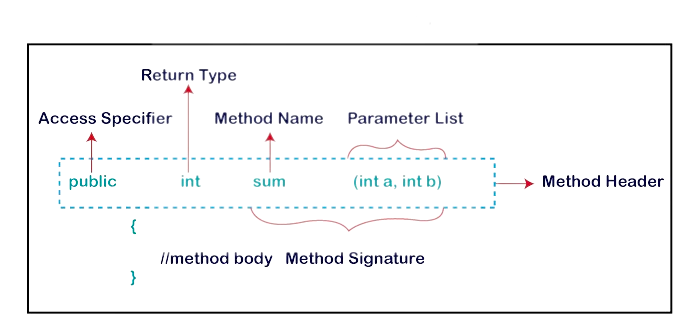 Return Type
Access Specifier Method Name Parameter List
public int sum (int a, int b) Method Header
{
//method body Method Signature
}